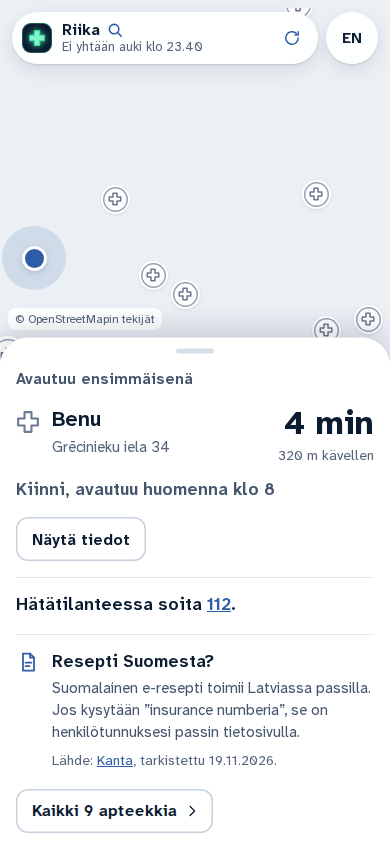 Riika
Ei yhtään auki klo 23.40
EN
© OpenStreetMapin tekijät
Avautuu ensimmäisenä
Benu
4 min
Grēcinieku iela 34
320 m kävellen
Kiinni, avautuu huomenna klo 8
Näytä tiedot
Hätätilanteessa soita 112.
Resepti Suomesta?
Suomalainen e-resepti toimii Latviassa passilla.
Jos kysytään ”insurance numberia”, se on
henkilötunnuksesi passin tietosivulla.
Lähde: Kanta, tarkistettu 19.11.2026.
Kaikki 9 apteekkia